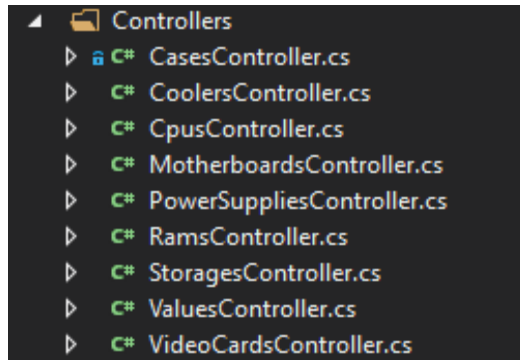 Controllers
C# CasesController.cs
C# CoolersController.cs
C# CpusController.cs
C# MotherboardsController.cs
C# PowerSuppliesController.cs
C# RamsController.cs
C# StoragesController.cs
C# ValuesController.cs
C# VideoCardsController.cs